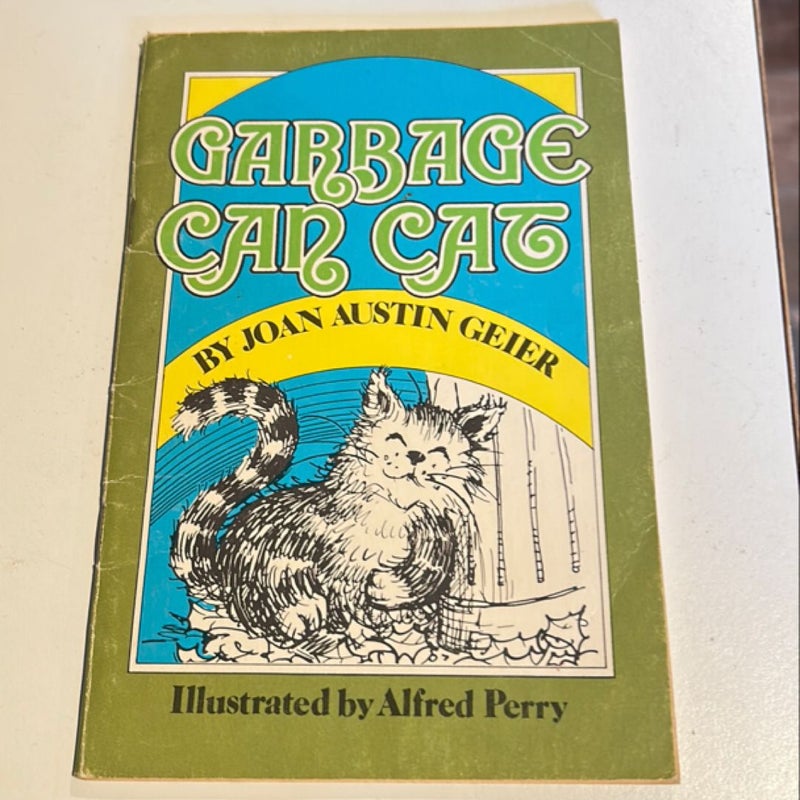 GARBAGE
CAN CAT
BY JOAN AUSTIN GEIER
Illustrated by Alfred Perry